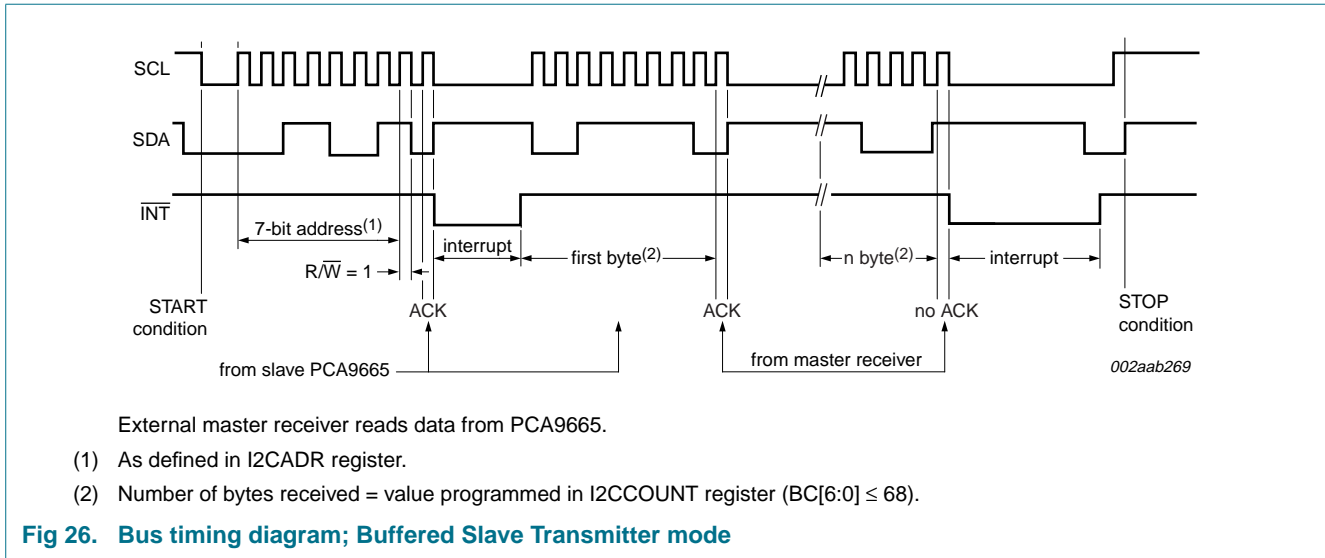 SCL
SDA
INT
7-bit address(1)
interrupt
first byte(2)
n byte(2)
interrupt
R/W = 1
START
condition
ACK
ACK
no ACK
STOP
condition
from slave PCA9665
from master receiver
002aab269
External master receiver reads data from PCA9665.
(1) As defined in I2CADR register.
(2) Number of bytes received = value programmed in I2CCOUNT register (BC[6:0] ≤ 68).
Fig 26. Bus timing diagram; Buffered Slave Transmitter mode